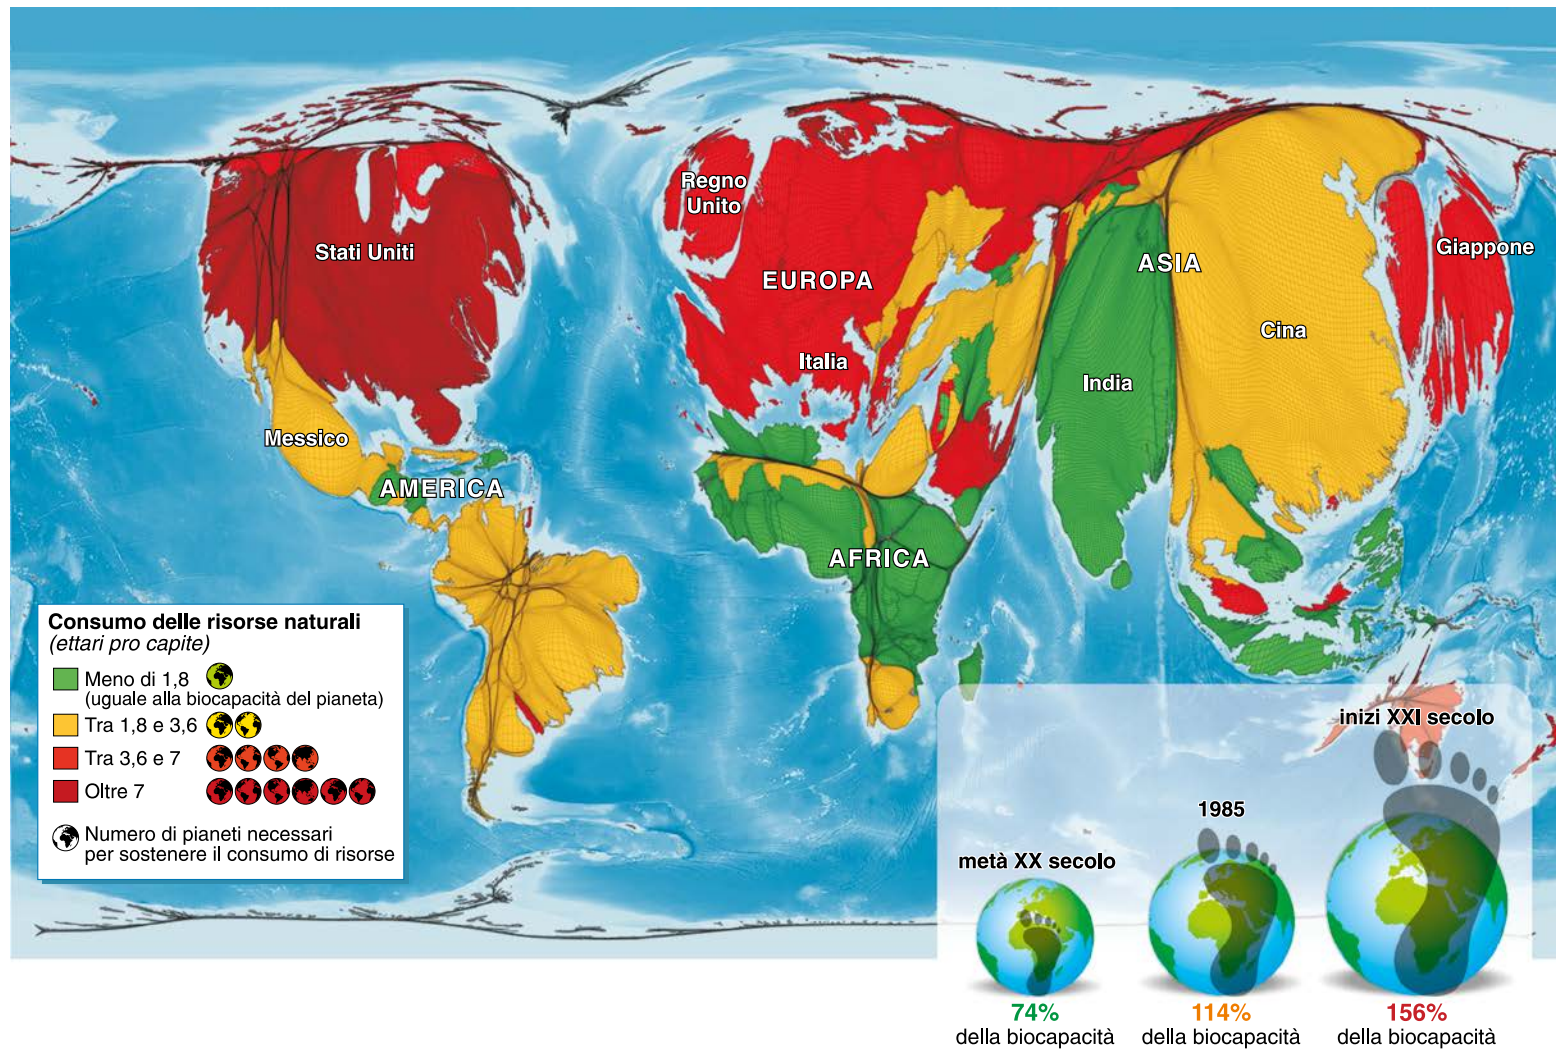 Regno
Unito
Stati Uniti
EUROPA
ASIA
Giappone
Cina
Italia
India
Messico
AMERICA
AFRICA
Consumo delle risorse naturali
(ettari pro capite)
Meno di 1,8
(uguale alla biocapacità del pianeta)
Tra 1,8 e 3,6
Tra 3,6 e 7
Oltre 7
Numero di pianeti necessari
per sostenere il consumo di risorse
metà XX secolo
74%
della biocapacità
1985
114%
della biocapacità
inizi XXI secolo
156%
della biocapacità